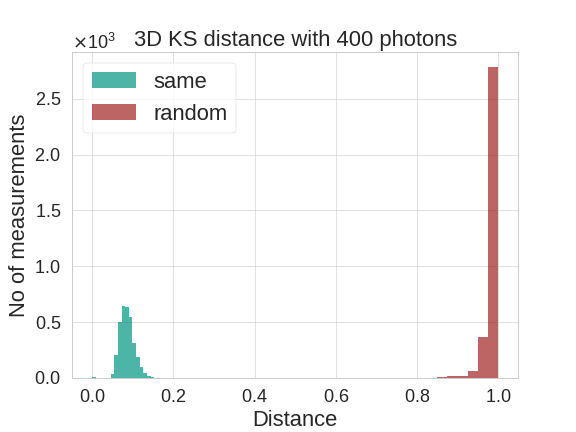 ×10³ 3D KS distance with 400 photons
same
random
No of measurements
2.5
2.0
1.5
1.0
0.5
0.0
0.0 0.2 0.4 0.6 0.8 1.0
Distance